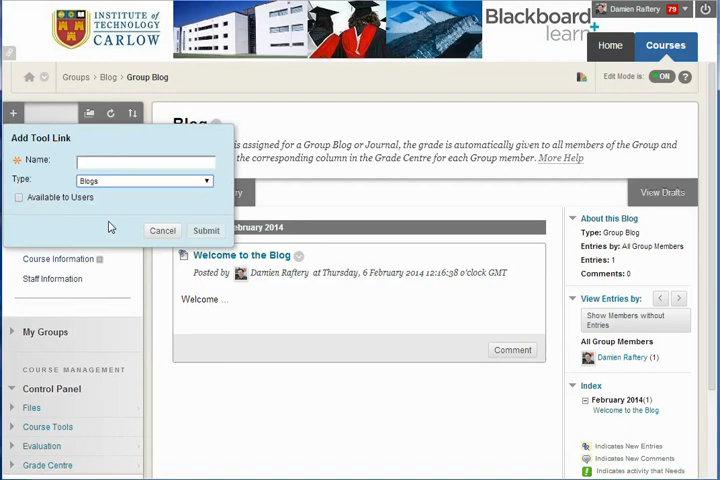 INSTITUTE of
TECHNOLOGY
CARLOW
Blackboard
learn+
Damien Raftery 79
Home Courses
Groups > Blog > Group Blog
Edit Mode is: ON ?
Add Tool Link
Name:
Type: Blogs
Available to Users
Cancel Submit
Course Information
Staff Information
My Groups
COURSE MANAGEMENT
Control Panel
Files
Course Tools
Evaluation
Grade Centre
Blog
is assigned for a Group Blog or Journal, the grade is automatically given to all members of the Group and
the corresponding column in the Grade Centre for each Group member. More Help
View Drafts
February 2014
Welcome to the Blog
Posted by Damien Raftery at Thursday, 6 February 2014 12:16:38 o'clock GMT
Welcome ...
Comment
About this Blog
Type: Group Blog
Entries by: All Group Members
Entries: 1
Comments: 0
View Entries by:
Show Members without
Entries
All Group Members
Damien Raftery (1)
Index
February 2014(1)
Welcome to the Blog
Indicates New Entries
Indicates New Comments
Indicates activity that Needs